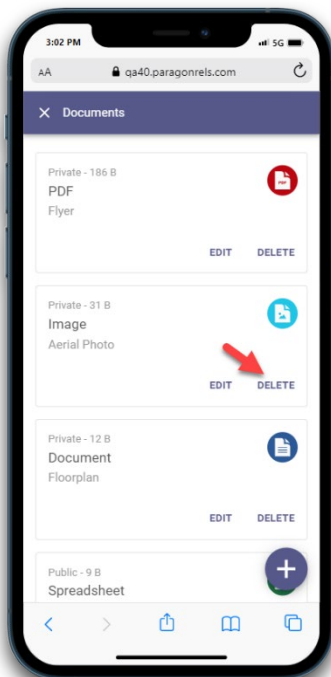 3:02 PM
5G
AA
qa40.paragonrels.com
Documents
Private - 186 B
PDF
PDF
Flyer
EDIT DELETE
Private - 31 B
Image
Aerial Photo
EDIT DELETE
Private - 12 B
Document
Floorplan
EDIT DELETE
Public - 9 B
Spreadsheet